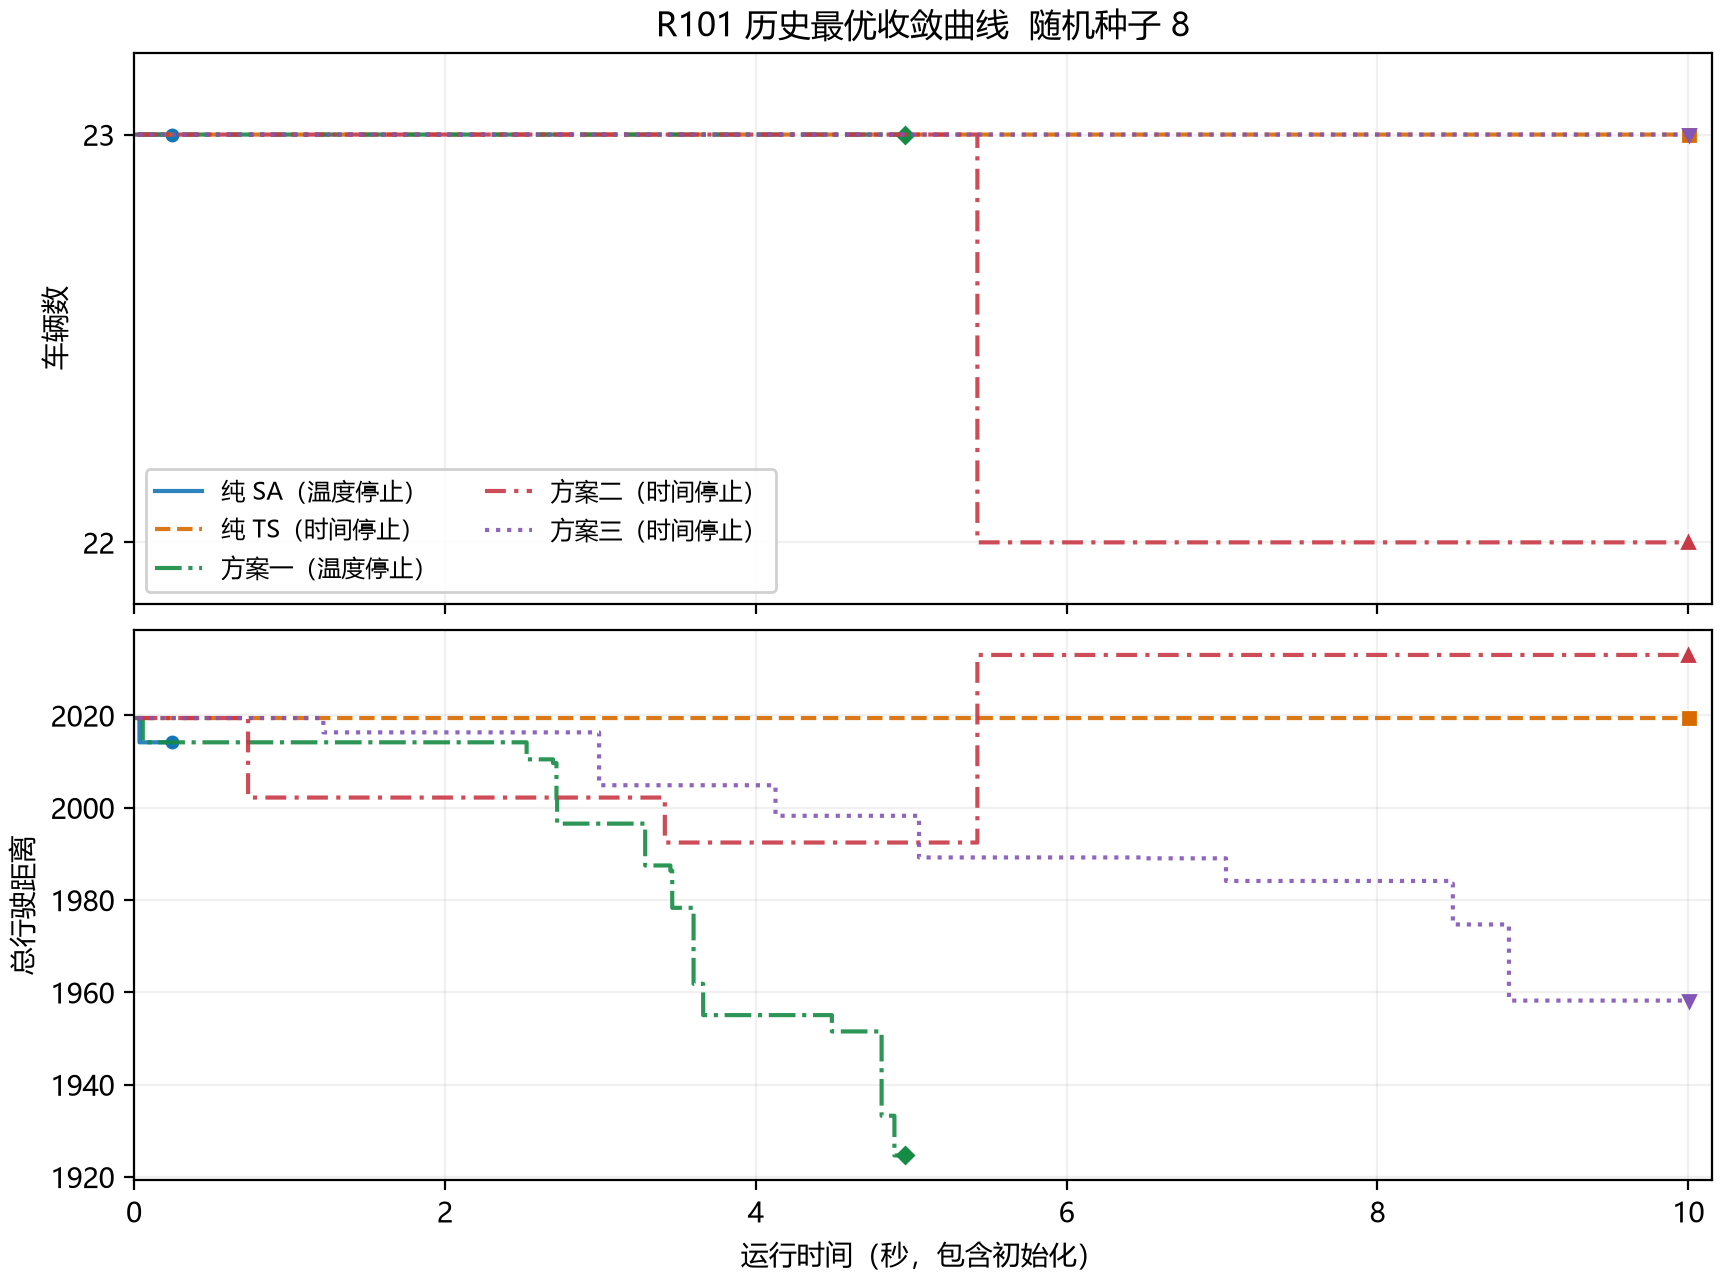 R101 历史最优收敛曲线 随机种子 8
23
22
车辆数
纯 SA（温度停止）
纯 TS（时间停止）
方案一（温度停止）
方案二（时间停止）
方案三（时间停止）
2020
2000
1980
1960
1940
1920
总行驶距离
0 2 4 6 8 10
运行时间（秒，包含初始化）